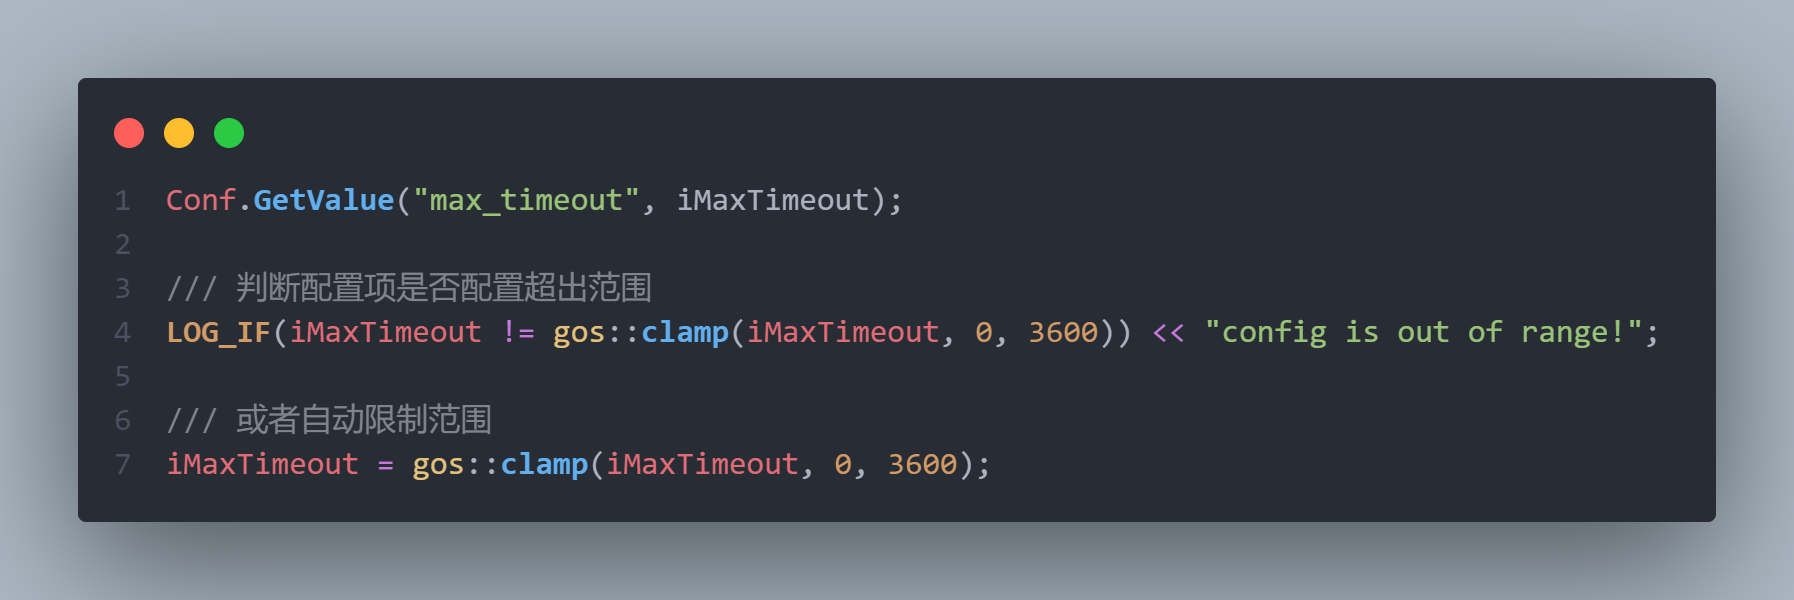 1 Conf.GetValue("max_timeout", iMaxTimeout);
2
3 /// 判断配置项是否配置超出范围
4 LOG_IF(iMaxTimeout != gos::clamp(iMaxTimeout, 0, 3600)) << "config is out of range!";
5
6 /// 或者自动限制范围
7 iMaxTimeout = gos::clamp(iMaxTimeout, 0, 3600);